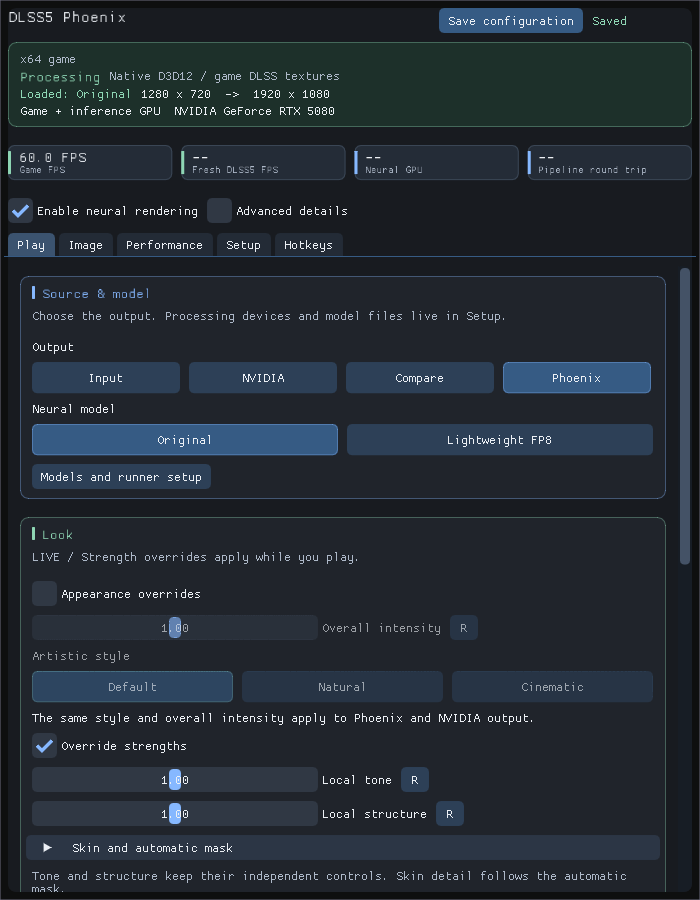 DLSS5 Phoenix
Save configuration Saved
x64 game
Processing Native D3D12 / game DLSS textures
Loaded: Original 1280 x 720 -> 1920 x 1080
Game + inference GPU NVIDIA GeForce RTX 5080
60.0 FPS
Game FPS
--
Fresh DLSS5 FPS
--
Neural GPU
--
Pipeline round trip
Enable neural rendering Advanced details
Play Image Performance Setup Hotkeys
Source & model
Choose the output. Processing devices and model files live in Setup.
Output
Input NVIDIA Compare Phoenix
Neural model
Original Lightweight FP8
Models and runner setup
Look
LIVE / Strength overrides apply while you play.
Appearance overrides
1.00 Overall intensity R
Artistic style
Default Natural Cinematic
The same style and overall intensity apply to Phoenix and NVIDIA output.
Override strengths
1.00 Local tone R
1.00 Local structure R
Skin and automatic mask
Tone and structure keep their independent controls. Skin detail follows the automatic
mask.